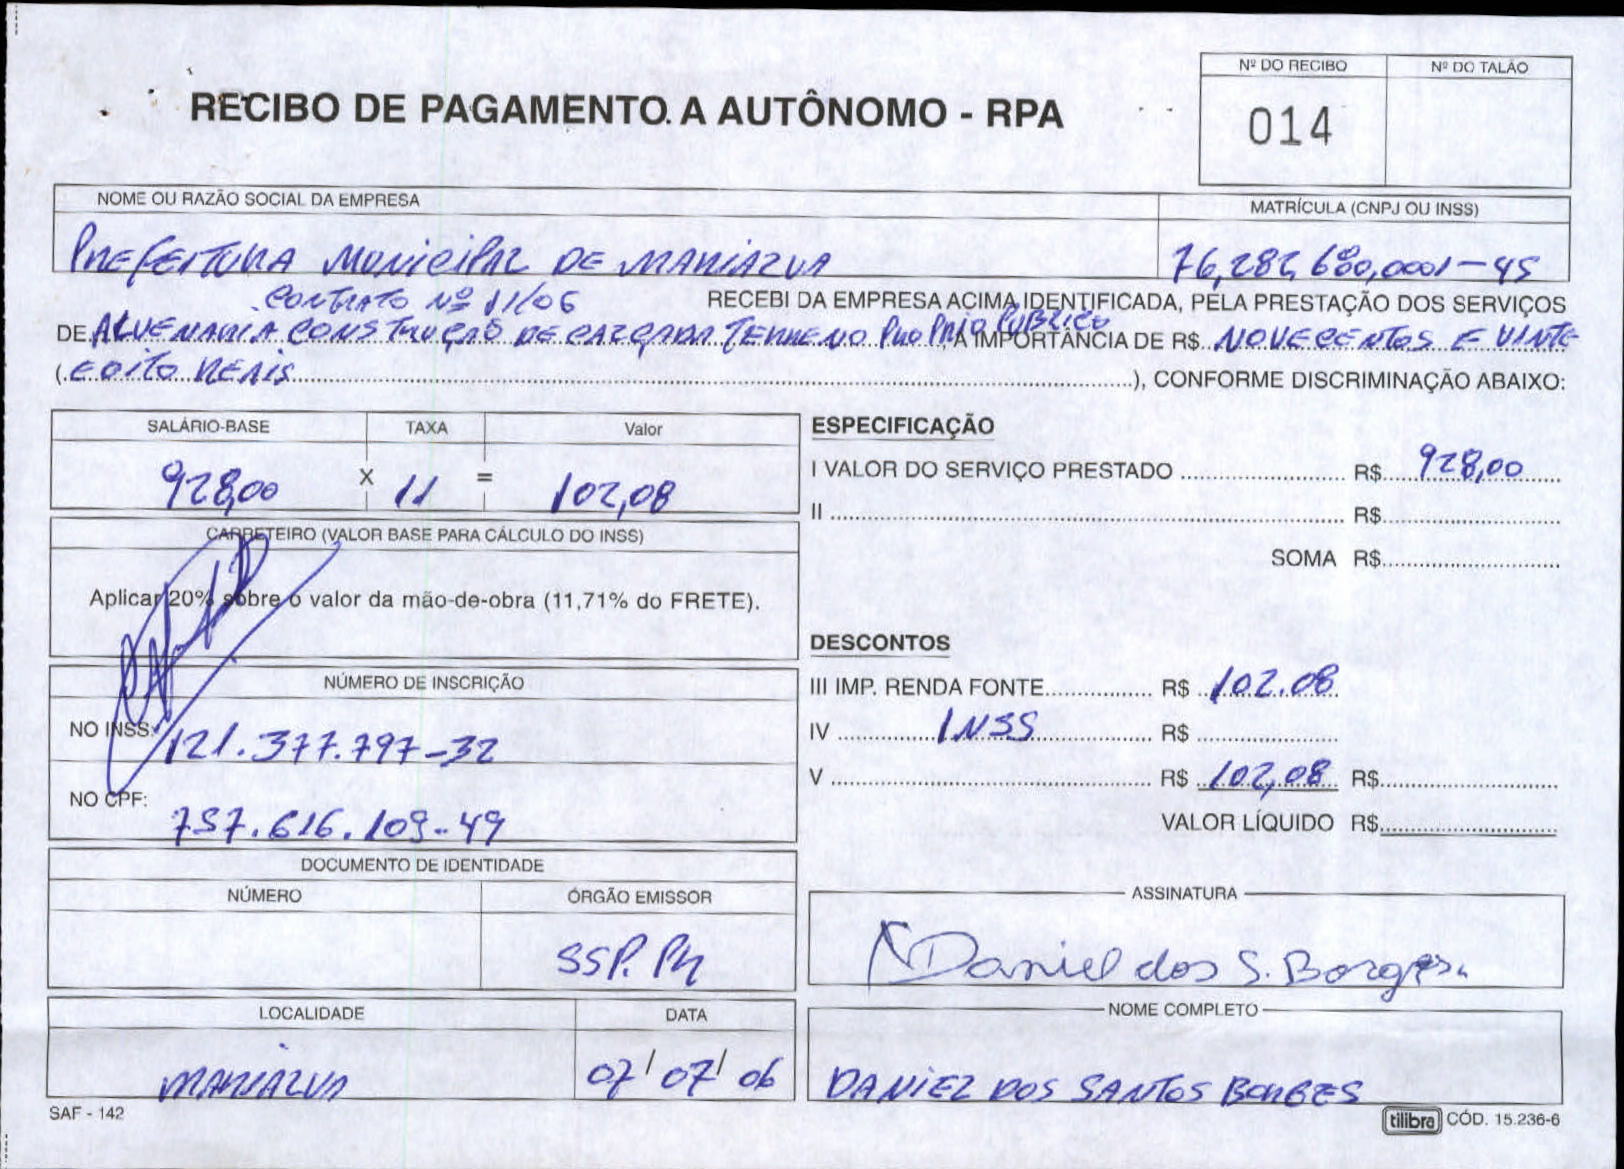 Nº DO RECIBO Nº DO TALÃO
RECIBO DE PAGAMENTO A AUTÔNOMO - RPA
014
NOME OU RAZÃO SOCIAL DA EMPRESA MATRÍCULA (CNPJ OU INSS)
PREFEITURA MUNICIPAL DE MARIALVA 76,282,680,0001-45
CONTRATO Nº 11/06 RECEBI DA EMPRESA ACIMA IDENTIFICADA, PELA PRESTAÇÃO DOS SERVIÇOS
DE ALVENARIA CONSTRUÇÃO DE CALÇADA TERRENO PROPRIO PUBLICO A IMPORTÂNCIA DE R$ NOVECENTOS E VINTE
(.E OITO REAIS), CONFORME DISCRIMINAÇÃO ABAIXO:
SALÁRIO-BASE TAXA Valor
928,00 X 11 = 102,08
CARRETEIRO (VALOR BASE PARA CÁLCULO DO INSS)
Aplicar 20% sobre o valor da mão-de-obra (11,71% do FRETE).
NÚMERO DE INSCRIÇÃO
NO INSS: 121.377.797-32
NO CPF: 757.616.109-49
DOCUMENTO DE IDENTIDADE
NÚMERO ÓRGÃO EMISSOR
SSP. PR
LOCALIDADE DATA
MARIALVA 07/07/06
SAF - 142
ESPECIFICAÇÃO
I VALOR DO SERVIÇO PRESTADO R$ 928,00
II R$
SOMA R$
DESCONTOS
III IMP. RENDA FONTE R$ 102.08
IV INSS R$
V R$ 102,08 R$
VALOR LÍQUIDO R$
ASSINATURA
Daniel dos S. Borges
NOME COMPLETO
DANIEL DOS SANTOS BORGES
tilibra CÓD. 15.236-6